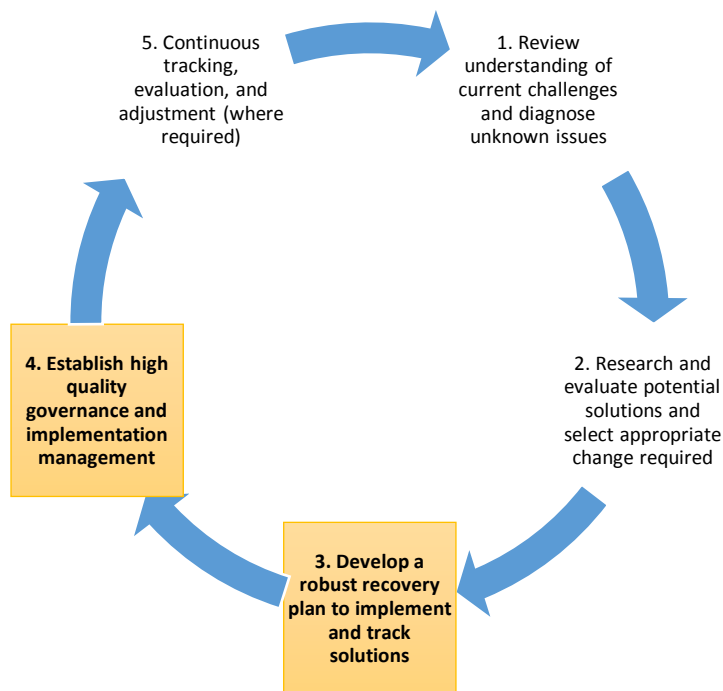 1. Review
understanding of
current challenges
and diagnose
unknown issues
2. Research and
evaluate potential
solutions and
select appropriate
change required
3. Develop a
robust recovery
plan to implement
and track
solutions
4. Establish high
quality
governance and
implementation
management
5. Continuous
tracking,
evaluation, and
adjustment (where
required)